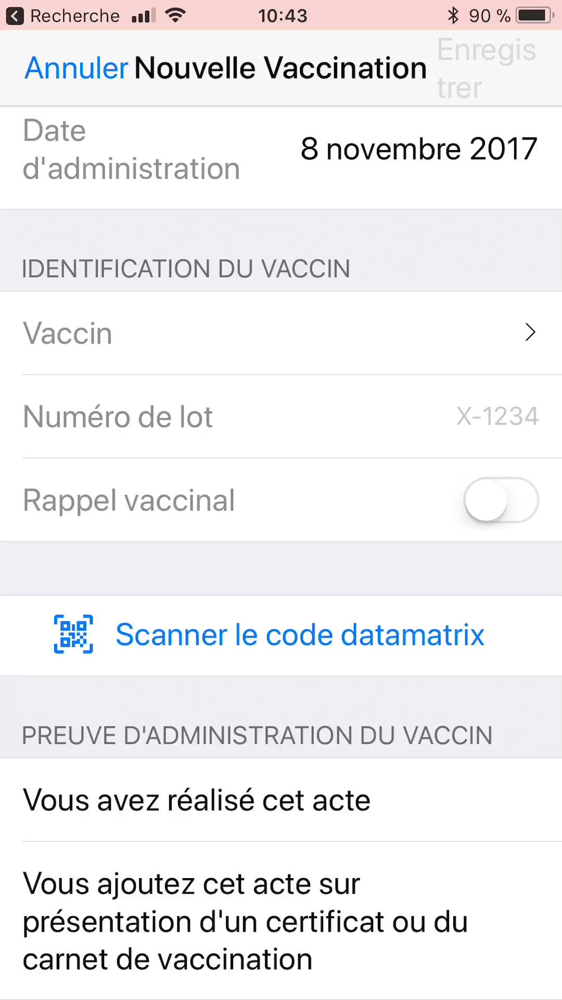 Recherche 10:43 90 %
Annuler Nouvelle Vaccination Enregis
trer
Date
d'administration
8 novembre 2017
IDENTIFICATION DU VACCIN
Vaccin
Numéro de lot X-1234
Rappel vaccinal
Scanner le code datamatrix
PREUVE D'ADMINISTRATION DU VACCIN
Vous avez réalisé cet acte
Vous ajoutez cet acte sur
présentation d'un certificat ou du
carnet de vaccination